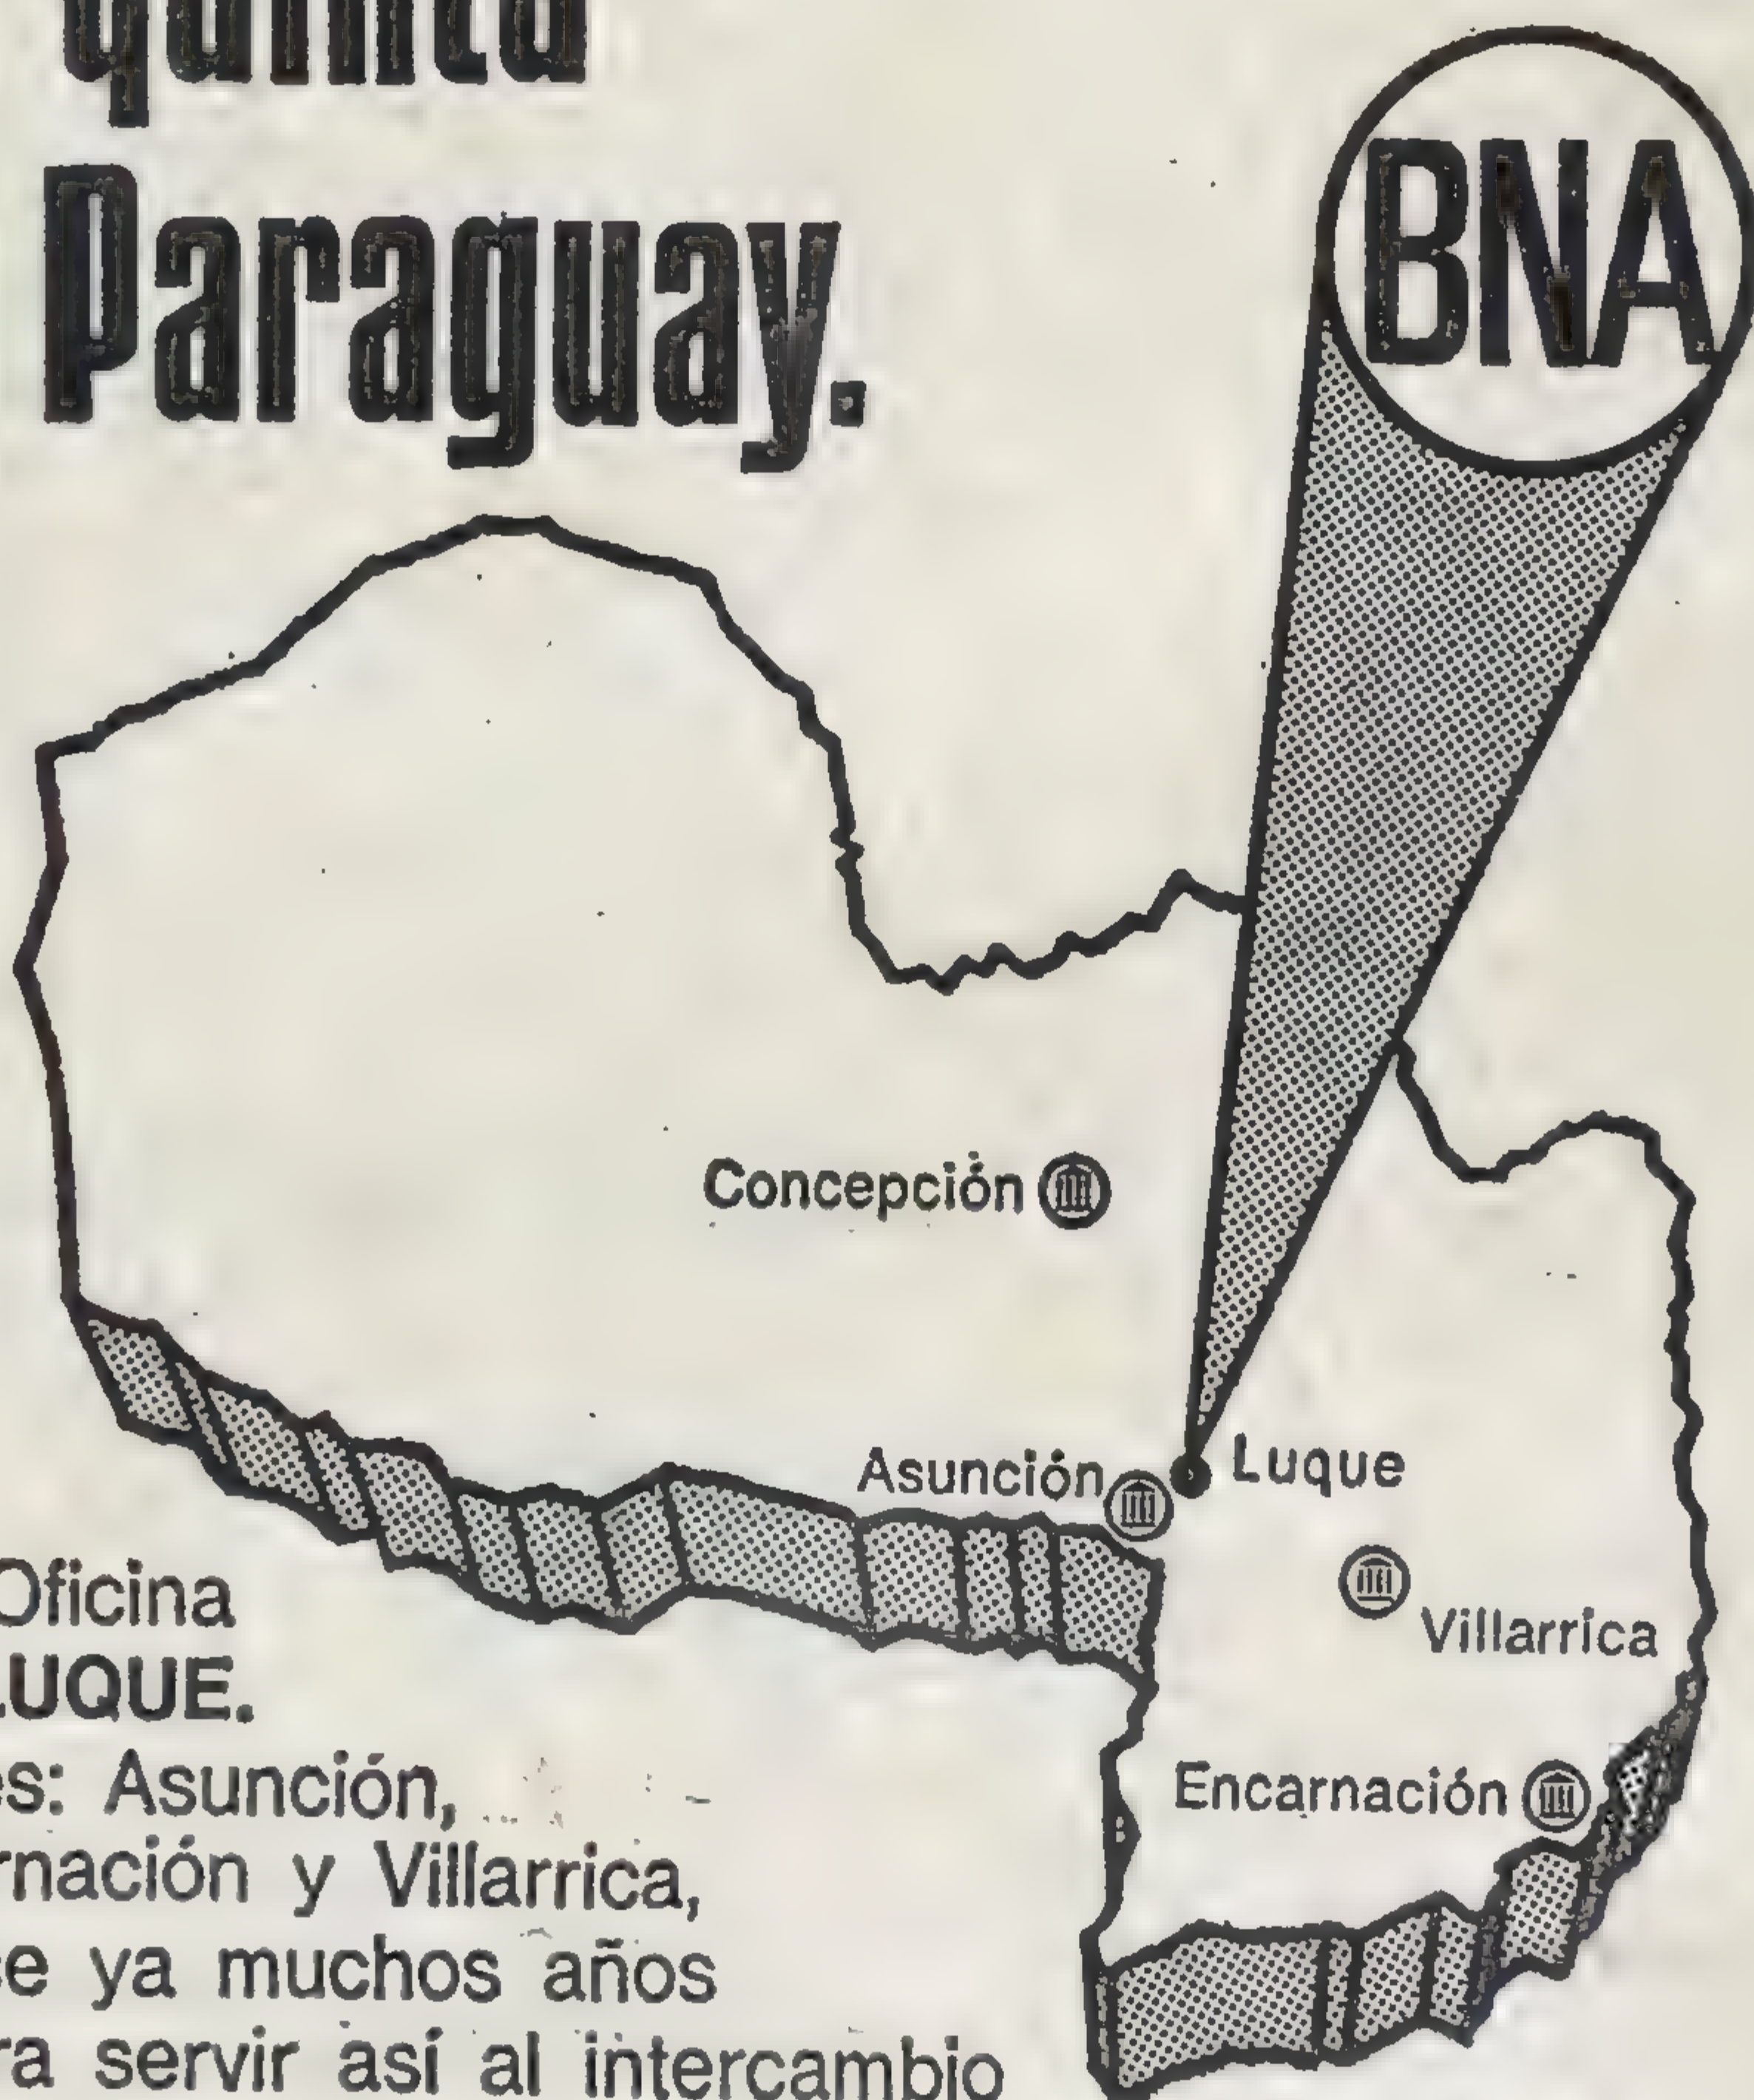 quinta
Paraguay.
BNA
Concepción
Asunción
Luque
Villarrica
Encarnación
Oficina
LUQUE.
es: Asunción,
rnación y Villarrica,
ce ya muchos años
ra servir así al intercambio